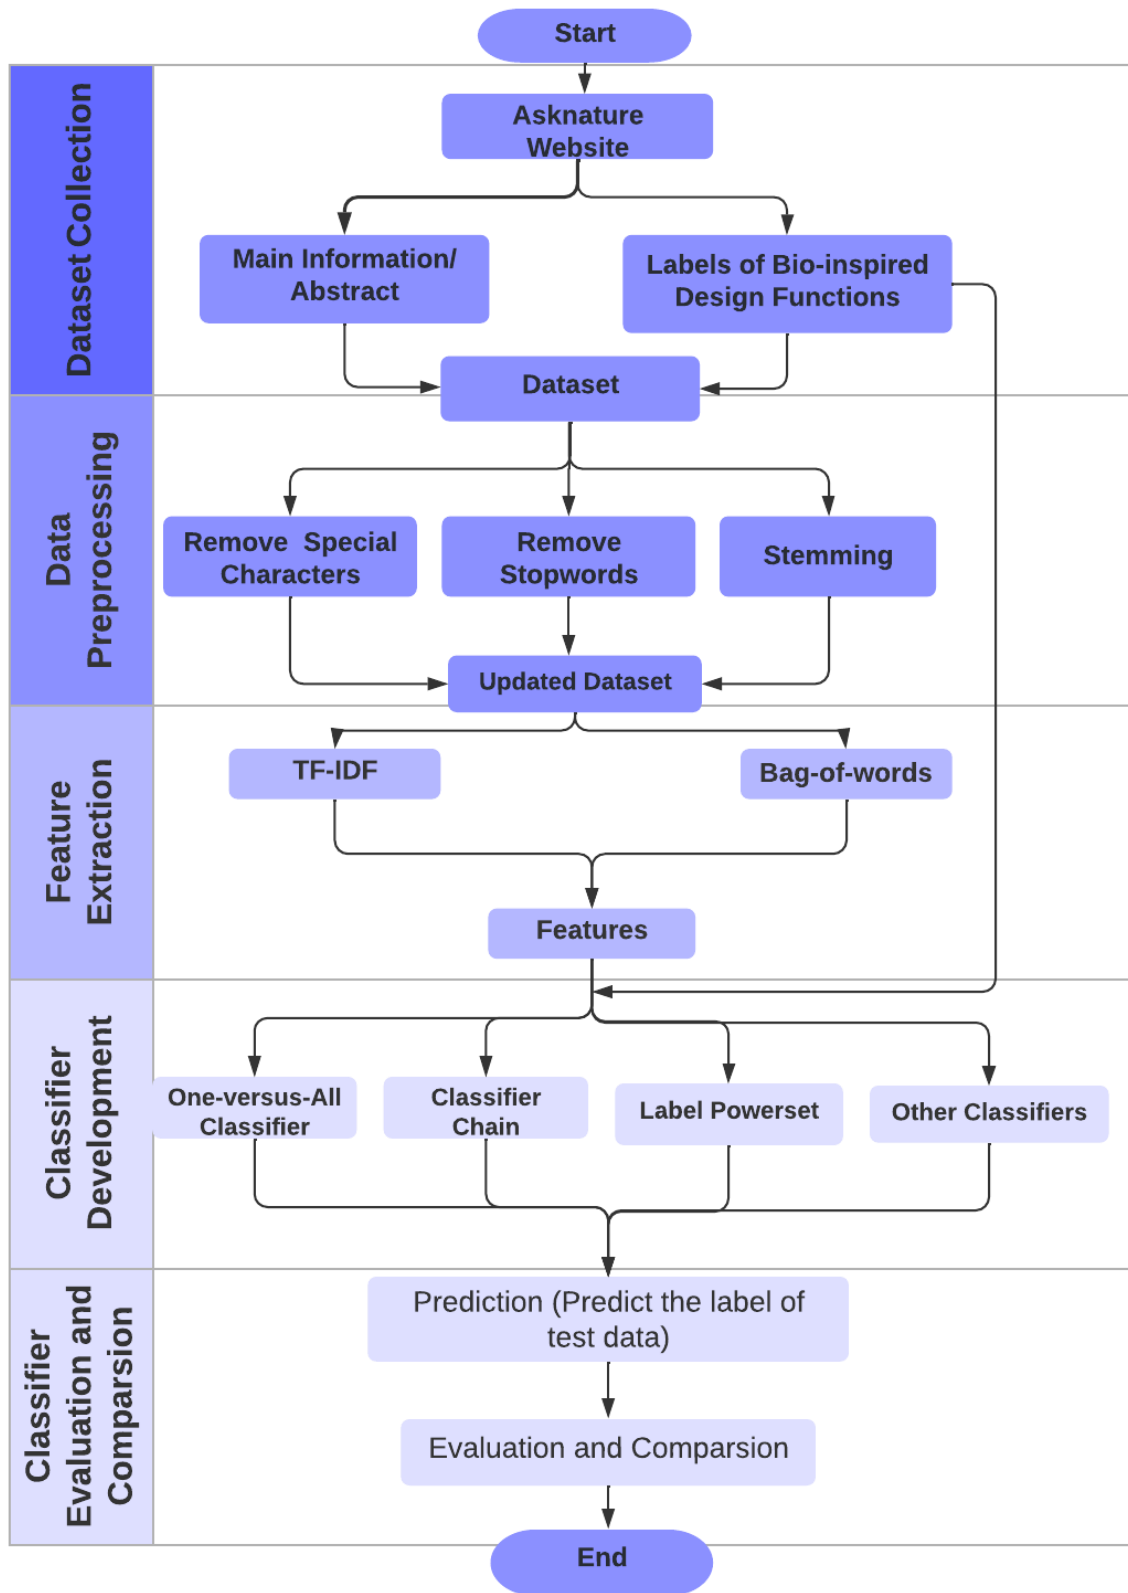 Start
Dataset Collection
Asknature
Website
Main Information/
Abstract
Labels of Bio-inspired
Design Functions
Dataset
Data
Preprocessing
Remove Special
Characters
Remove
Stopwords
Stemming
Updated Dataset
Feature
Extraction
TF-IDF
Bag-of-words
Features
Classifier
Development
One-versus-All
Classifier
Classifier
Chain
Label Powerset
Other Classifiers
Classifier
Evaluation and
Comparsion
Prediction (Predict the label of
test data)
Evaluation and Comparsion
End